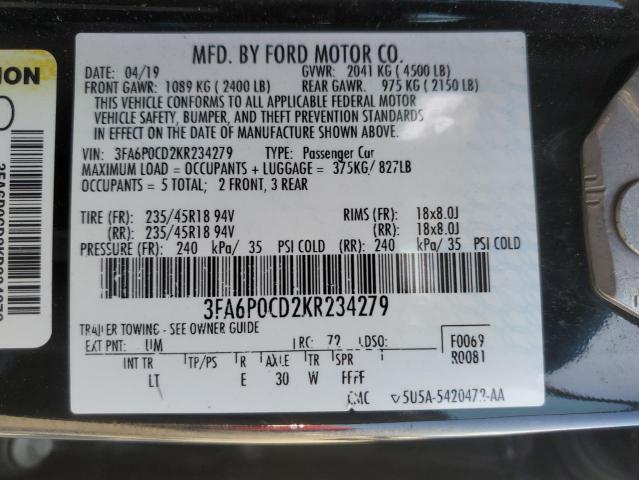 MFD. BY FORD MOTOR CO.
DATE: 04/19 GVWR: 2041 KG ( 4500 LB)
FRONT GAWR: 1089 KG ( 2400 LB) REAR GAWR: 975 KG ( 2150 LB)
THIS VEHICLE CONFORMS TO ALL APPLICABLE FEDERAL MOTOR
VEHICLE SAFETY, BUMPER, AND THEFT PREVENTION STANDARDS
IN EFFECT ON THE DATE OF MANUFACTURE SHOWN ABOVE.
VIN: 3FA6P0CD2KR234279 TYPE: Passenger Car
MAXIMUM LOAD = OCCUPANTS + LUGGAGE = 375KG/ 827LB
OCCUPANTS = 5 TOTAL; 2 FRONT, 3 REAR
TIRE (FR): 235/45R18 94V RIMS (FR): 18x8.0J
(RR): 235/45R18 94V (RR): 18x8.0J
PRESSURE (FR): 240 kPa/ 35 PSI COLD (RR): 240 kPa/ 35 PSI COLD
3FA6P0CD2KR234279
TRAILER TOWING - SEE OWNER GUIDE
EXT PNT: UM RC: 72 DSO: F0069
INT TR TP/PS R AXLE TR SPR R0081
LT E 30 W FFFF
5U5A-5420472-AA